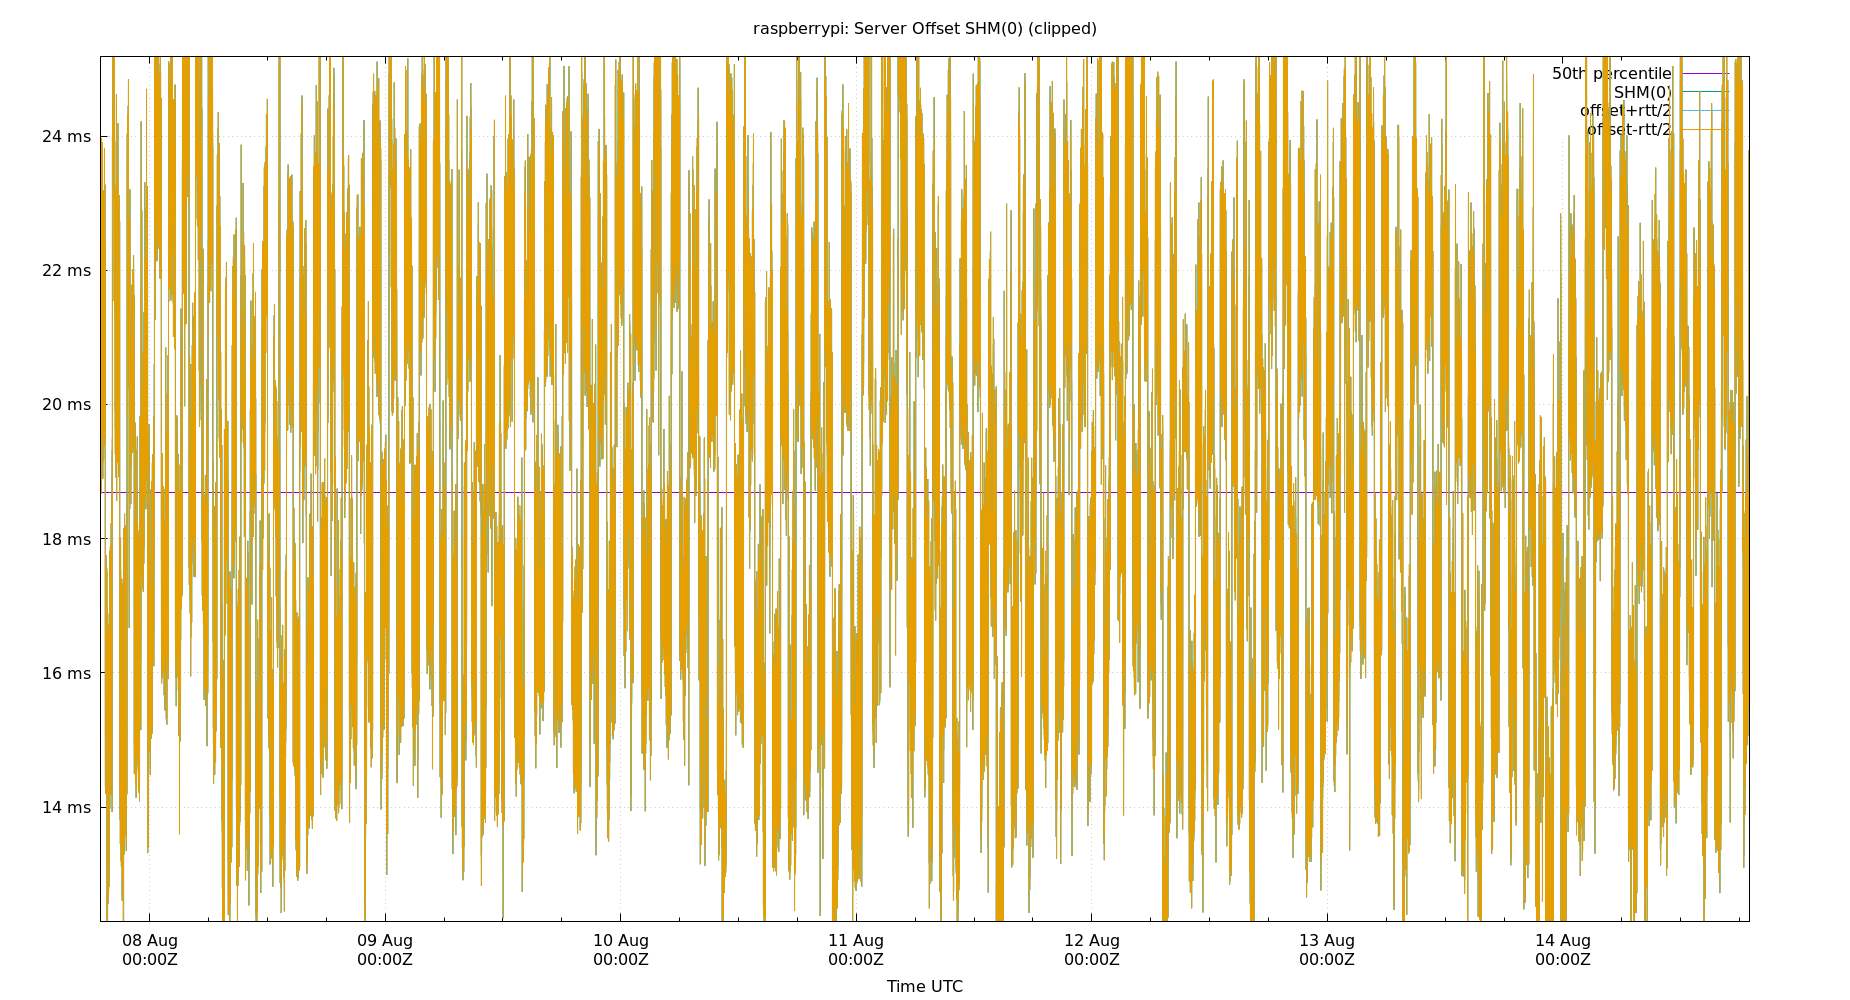 raspberrypi: Server Offset SHM(0) (clipped)
50th percentile
SHM(0)
offset+rtt/2
offset-rtt/2
24 ms
22 ms
20 ms
18 ms
16 ms
14 ms
08 Aug 09 Aug 10 Aug 11 Aug 12 Aug 13 Aug 14 Aug
00:00Z 00:00Z 00:00Z 00:00Z 00:00Z 00:00Z 00:00Z
Time UTC